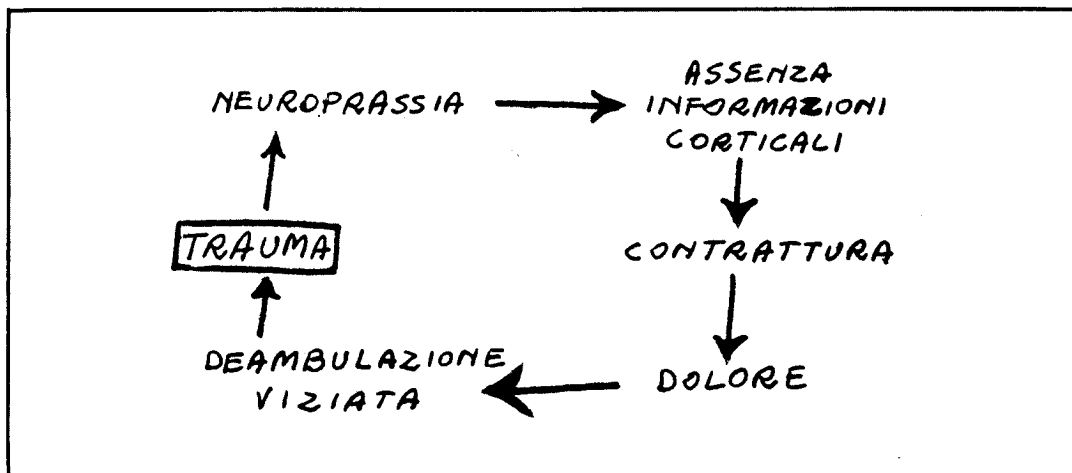 NEUROPRASSIA
ASSENZA
INFORMAZIONI
CORTICALI
TRAUMA
CONTRATTURA
DEAMBULAZIONE
VIZIATA
DOLORE